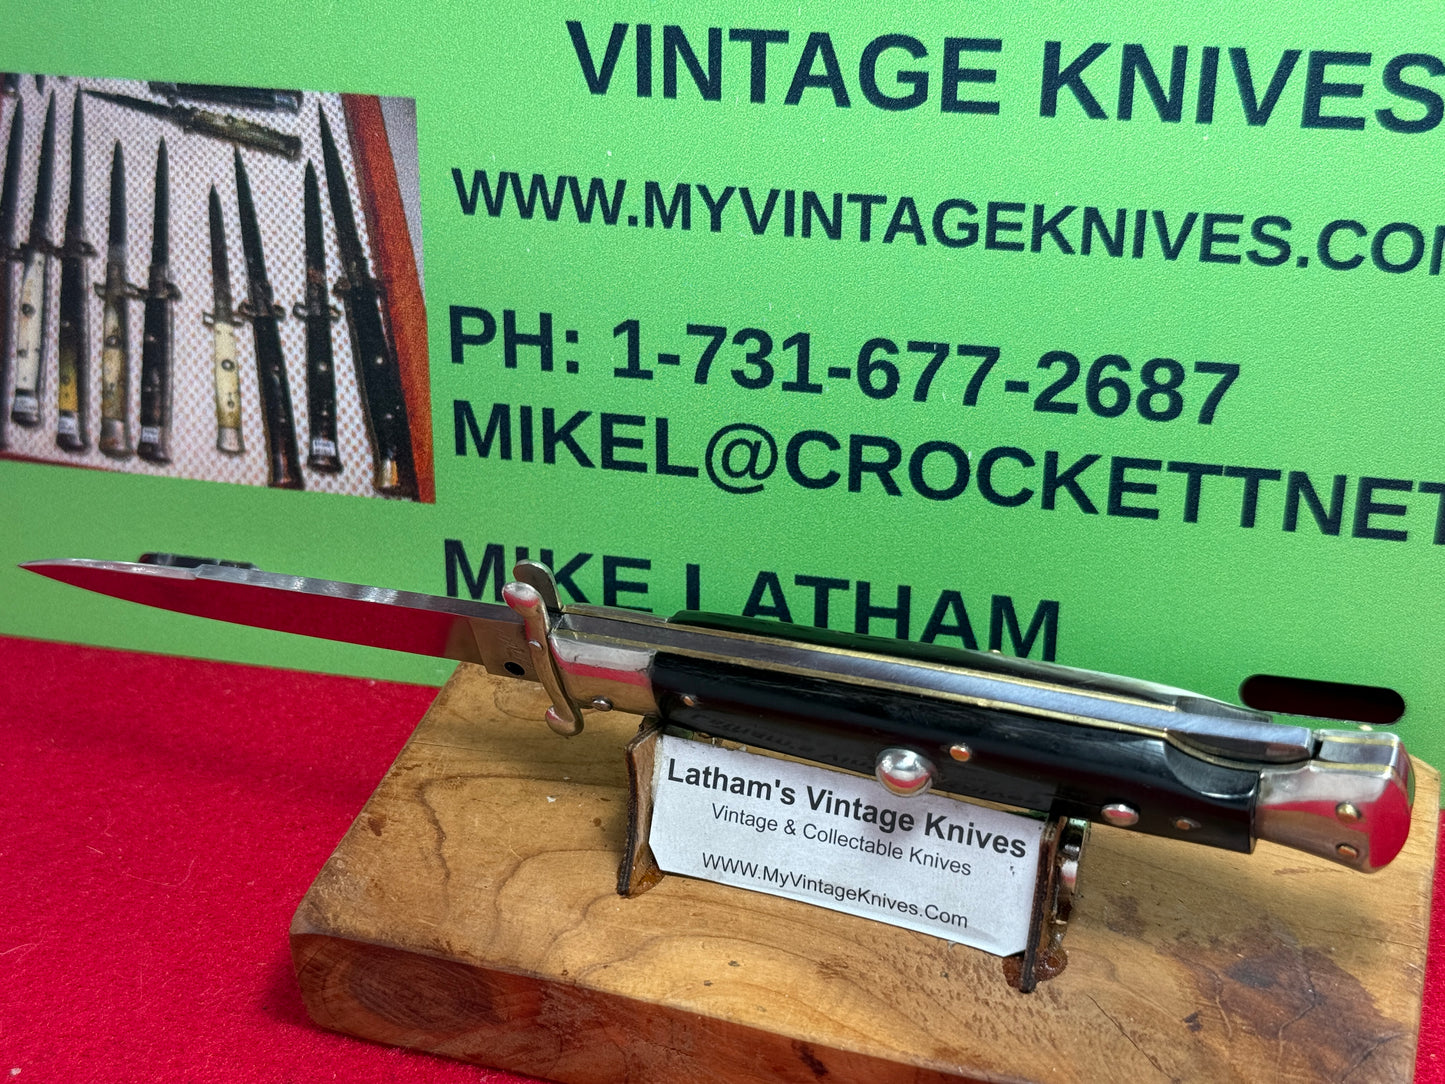 VINTAGE KNIVES
WWW.MYVINTAGEKNIVES.CO
PH: 1-731-677-2687
MIKEL@CROCKETTNET
MIKE LATHAM
Latham's Vintage Knives
Vintage & Collectable Knives
WWW.MyVintageKnives.Com